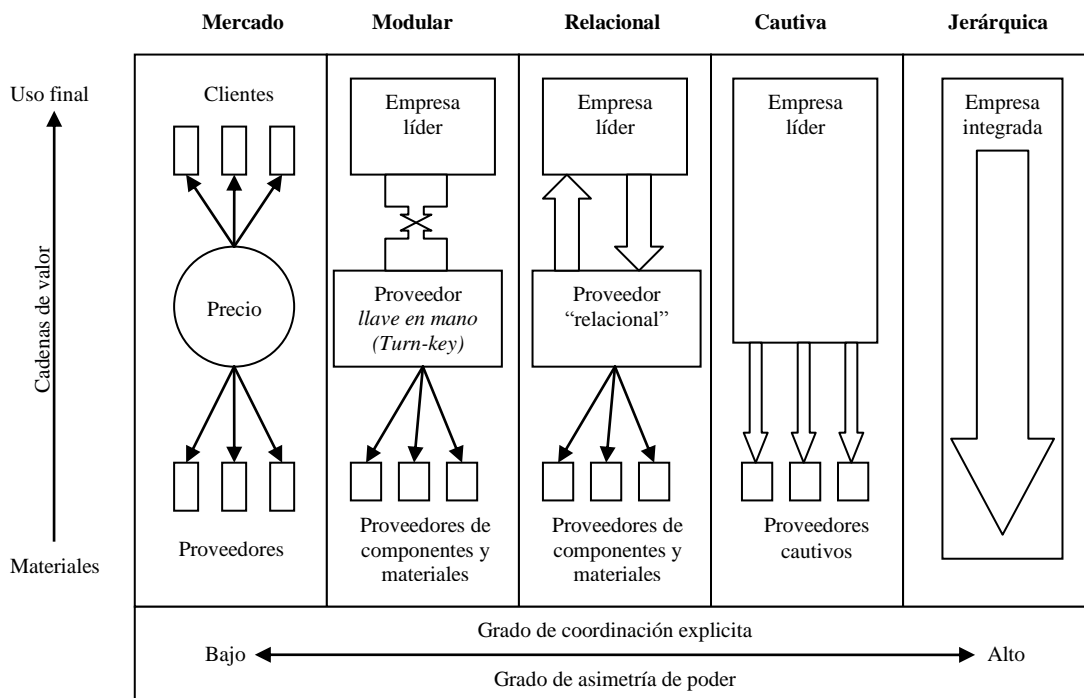 Mercado
Modular
Relacional
Cautiva
Jerárquica
Uso final
Cadenas de valor
Materiales
Clientes
Precio
Proveedores
Empresa
líder
Proveedor
llave en mano
(Turn-key)
Proveedores de
componentes y
materiales
Empresa
líder
Proveedor
“relacional”
Proveedores de
componentes y
materiales
Empresa
líder
Proveedores
cautivos
Empresa
integrada
Grado de coordinación explicita
Bajo
Alto
Grado de asimetría de poder